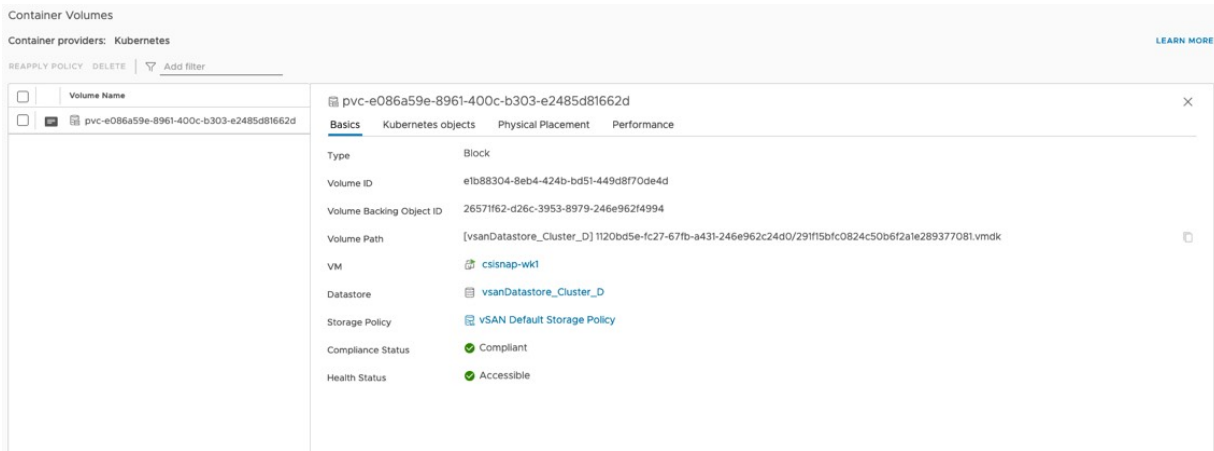 Container Volumes
Container providers: Kubernetes
LEARN MORE
REAPPLY POLICY DELETE Add filter
Volume Name
pvc-e086a59e-8961-400c-b303-e2485d81662d
pvc-e086a59e-8961-400c-b303-e2485d81662d
Basics Kubernetes objects Physical Placement Performance
Type Block
Volume ID e1b88304-8eb4-424b-bd51-449d8f70de4d
Volume Backing Object ID 26571f62-d26c-3953-8979-246e962f4994
Volume Path [vsanDatastore_Cluster_D] 1120bd5e-fc27-67fb-a431-246e962c24d0/291f15bfc0824c50b6f2a1e289377081.vmdk
VM csisnap-wk1
Datastore vsanDatastore_Cluster_D
Storage Policy vSAN Default Storage Policy
Compliance Status Compliant
Health Status Accessible